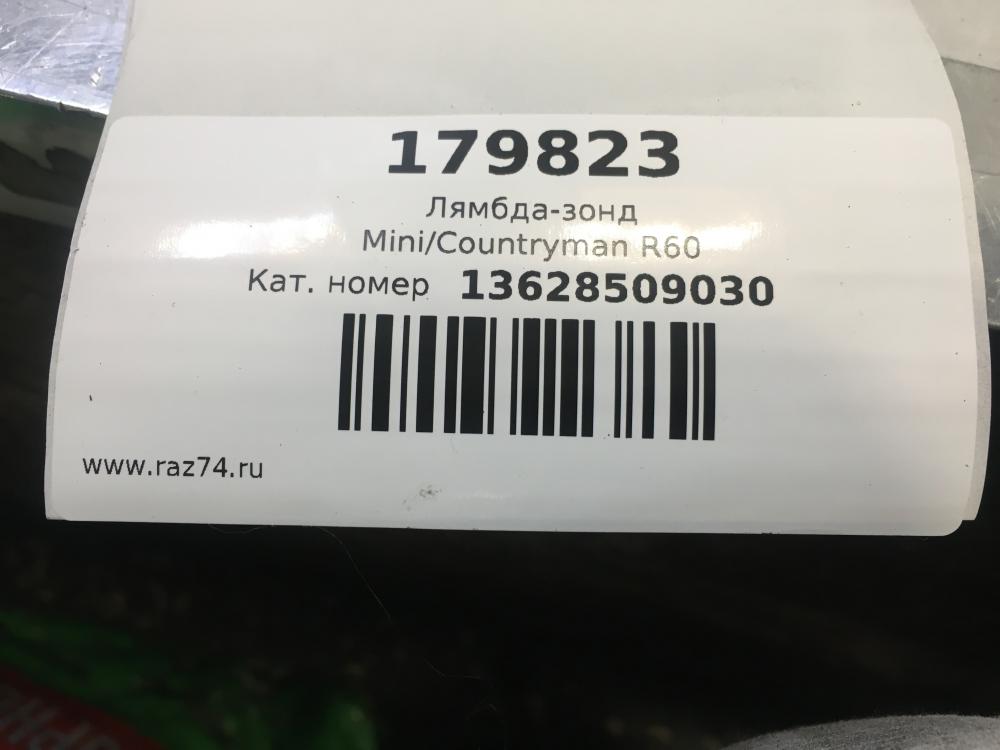 179823
Лямбда-зонд
Mini/Countryman R60
Кат. номер 13628509030
www.raz74.ru